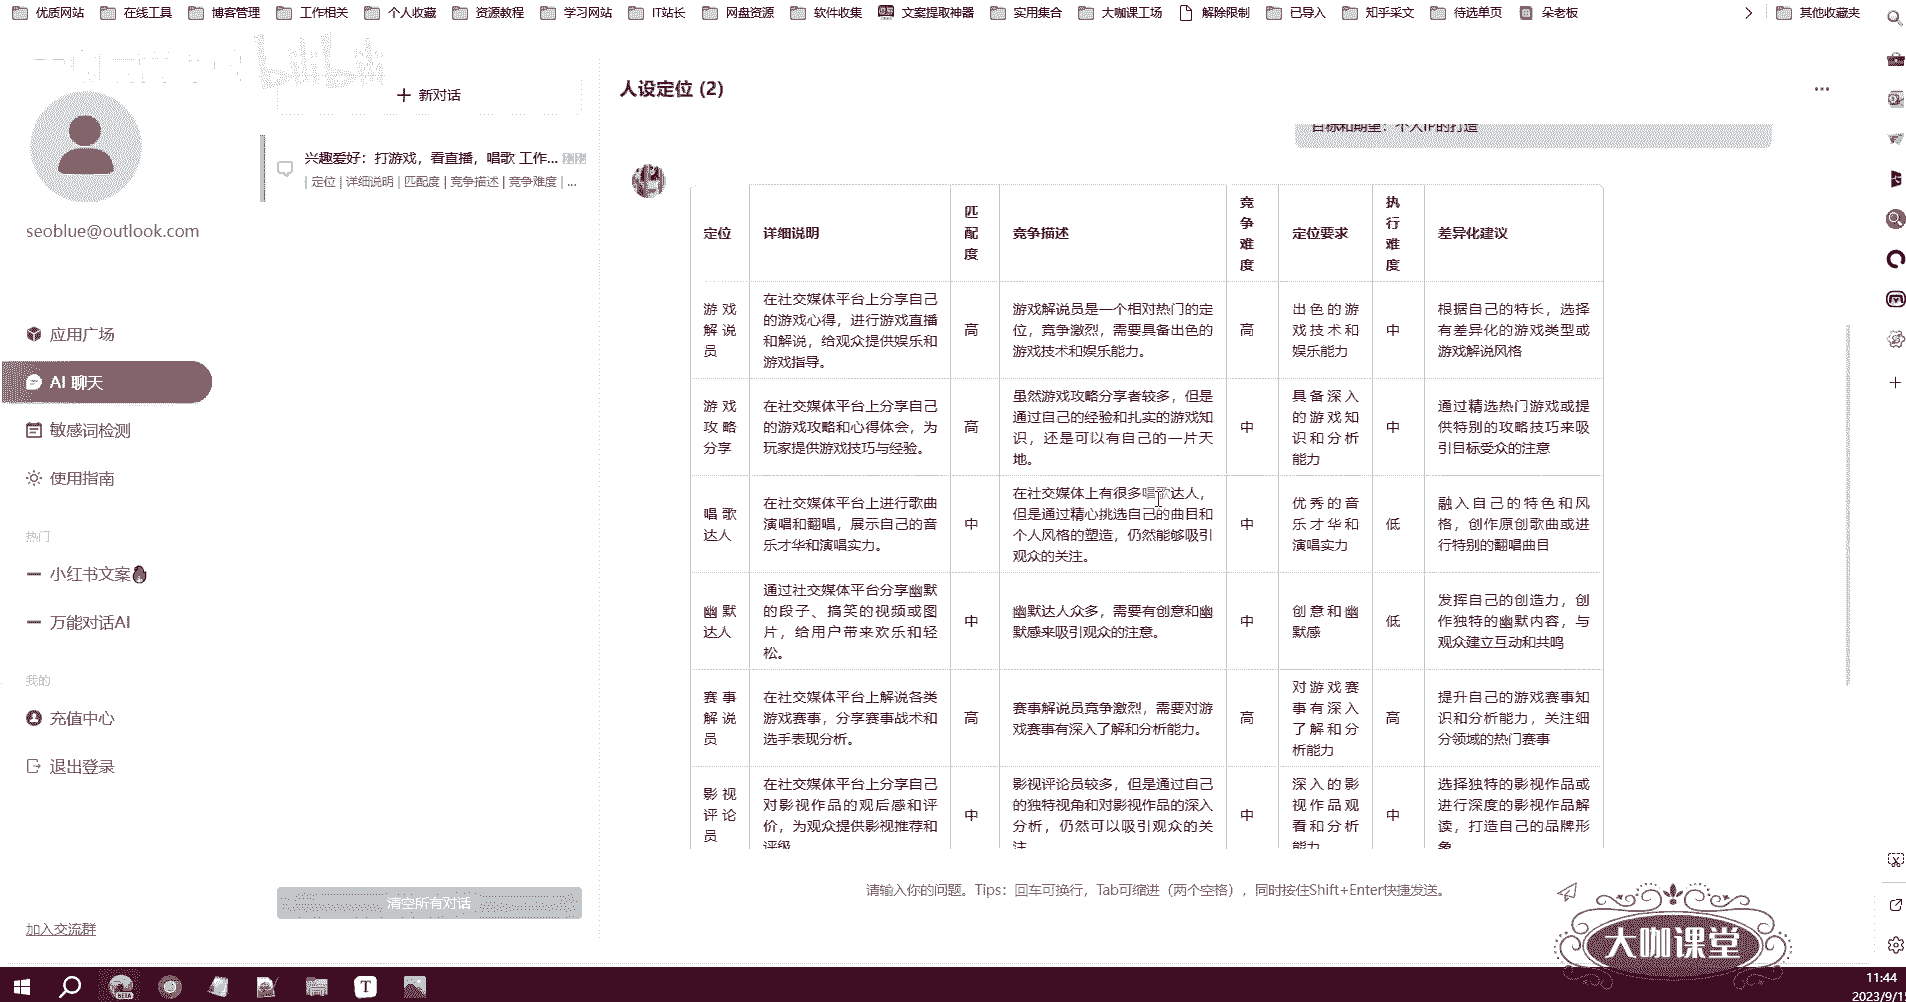 优质网站 在线工具 博客管理 工作相关 个人收藏 资源教程 学习网站 IT站长 网盘资源 软件收集 文案提取神器 实用集合 大咖课工场 解除限制 已导入 知乎采文 待选单页 朵老板 其他收藏夹
bilibili
seoblue@outlook.com
应用广场
AI 聊天
敏感词检测
使用指南
热门
小红书文案
万能对话AI
我的
充值中心
退出登录
加入交流群
新对话
兴趣爱好：打游戏，看直播，唱歌 工作... 刚刚
| 定位 | 详细说明 | 匹配度 | 竞争描述 | 竞争难度 | ...
清空所有对话
人设定位 (2)
目标和期望：个人IP的打造
定位 详细说明 匹配度 竞争描述 竞争难度 定位要求 执行难度 差异化建议
游戏
解说
员
在社交媒体平台上分享自己
的游戏心得，进行游戏直播
和解说，给观众提供娱乐和
游戏指导。
高
游戏解说员是一个相对热门的定
位，竞争激烈，需要具备出色的
游戏技术和娱乐能力。
高
出色的游
戏技术和
娱乐能力
中
根据自己的特长，选择
有差异化的游戏类型或
游戏解说风格
游戏
攻略
分享
在社交媒体平台上分享自己
的游戏攻略和心得体会，为
玩家提供游戏技巧与经验。
高
虽然游戏攻略分享者较多，但是
通过自己的经验和扎实的游戏知
识，还是可以有自己的一片天
地。
中
具备深入
的游戏知
识和分析
能力
中
通过精选热门游戏或提
供特别的攻略技巧来吸
引目标受众的注意
唱歌
达人
在社交媒体平台上进行歌曲
演唱和翻唱，展示自己的音
乐才华和演唱实力。
中
在社交媒体上有很多唱歌达人，
但是通过精心挑选自己的曲目和
个人风格的塑造，仍然能够吸引
观众的关注。
中
优秀的音
乐才华和
演唱实力
低
融入自己的特色和风
格，创作原创歌曲或进
行特别的翻唱曲目
幽默
达人
通过社交媒体平台分享幽默
的段子、搞笑的视频或图
片，给用户带来欢乐和轻
松。
中
幽默达人众多，需要有创意和幽
默感来吸引观众的注意。
中
创意和幽
默感
低
发挥自己的创造力，创
作独特的幽默内容，与
观众建立互动和共鸣
赛事
解说
员
在社交媒体平台上解说各类
游戏赛事，分享赛事战术和
选手表现分析。
高
赛事解说员竞争激烈，需要对游
戏赛事有深入了解和分析能力。
高
对游戏赛
事有深入
了解和分
析能力
高
提升自己的游戏赛事知
识和分析能力，关注细
分领域的热门赛事
影视
评论
员
在社交媒体平台上分享自己
对影视作品的观后感和评
价，为观众提供影视推荐和
评级
中
影视评论员较多，但是通过自己
的独特视角和对影视作品的深入
分析，仍然可以吸引观众的关
注
中
深入的影
视作品观
看和分析
能力
中
选择独特的影视作品或
进行深度的影视作品解
读，打造自己的品牌形
象
请输入你的问题。Tips：回车可换行，Tab可缩进（两个空格），同时按住Shift+Enter快捷发送。
大咖课堂
11:44